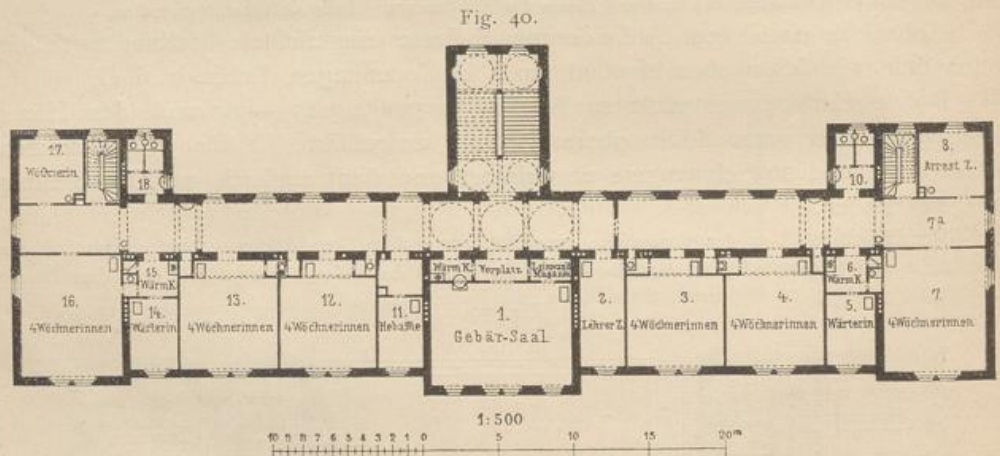 Fig. 40.
17.
Wöchnerin
18.
10.
8.
Arrest Z.
7ª
16.
4 Wöchnerinnen
15.
Wärm K.
14.
Wärterin
13.
4 Wöchnerinnen
12.
4 Wöchnerinnen
11.
Wärm K.
Vorplatz
Magazin
1.
Gebär-Saal
2.
Lehrer Z.
3.
4 Wöchnerinnen
4.
4 Wöchnerinnen
6.
Wärm K.
5.
Wärterin
7.
4 Wöchnerinnen
1:500
10 9 8 7 6 5 4 3 2 1 0 5 10 15 20ᵐ